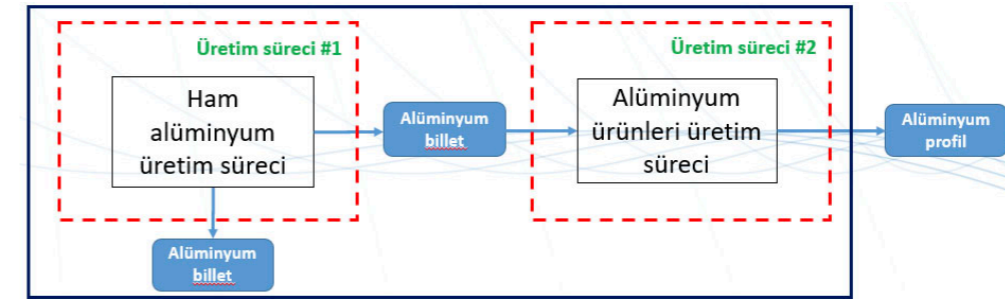 Üretim süreci #1
Ham
alüminyum
üretim süreci
Alüminyum
billet
Alüminyum
billet
Üretim süreci #2
Alüminyum
ürünleri üretim
süreci
Alüminyum
profil